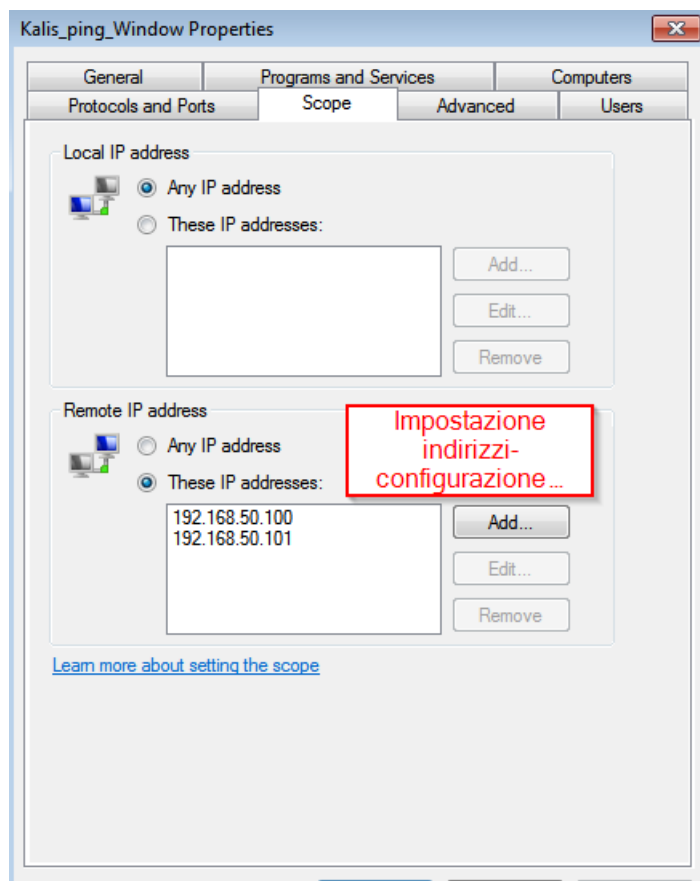 Kalis_ping_Window Properties
General Programs and Services Computers
Protocols and Ports Scope Advanced Users
Local IP address
Any IP address
These IP addresses:
Add...
Edit...
Remove
Remote IP address
Any IP address
These IP addresses:
Impostazione
indirizzi-
configurazione...
192.168.50.100
192.168.50.101
Add...
Edit...
Remove
Learn more about setting the scope